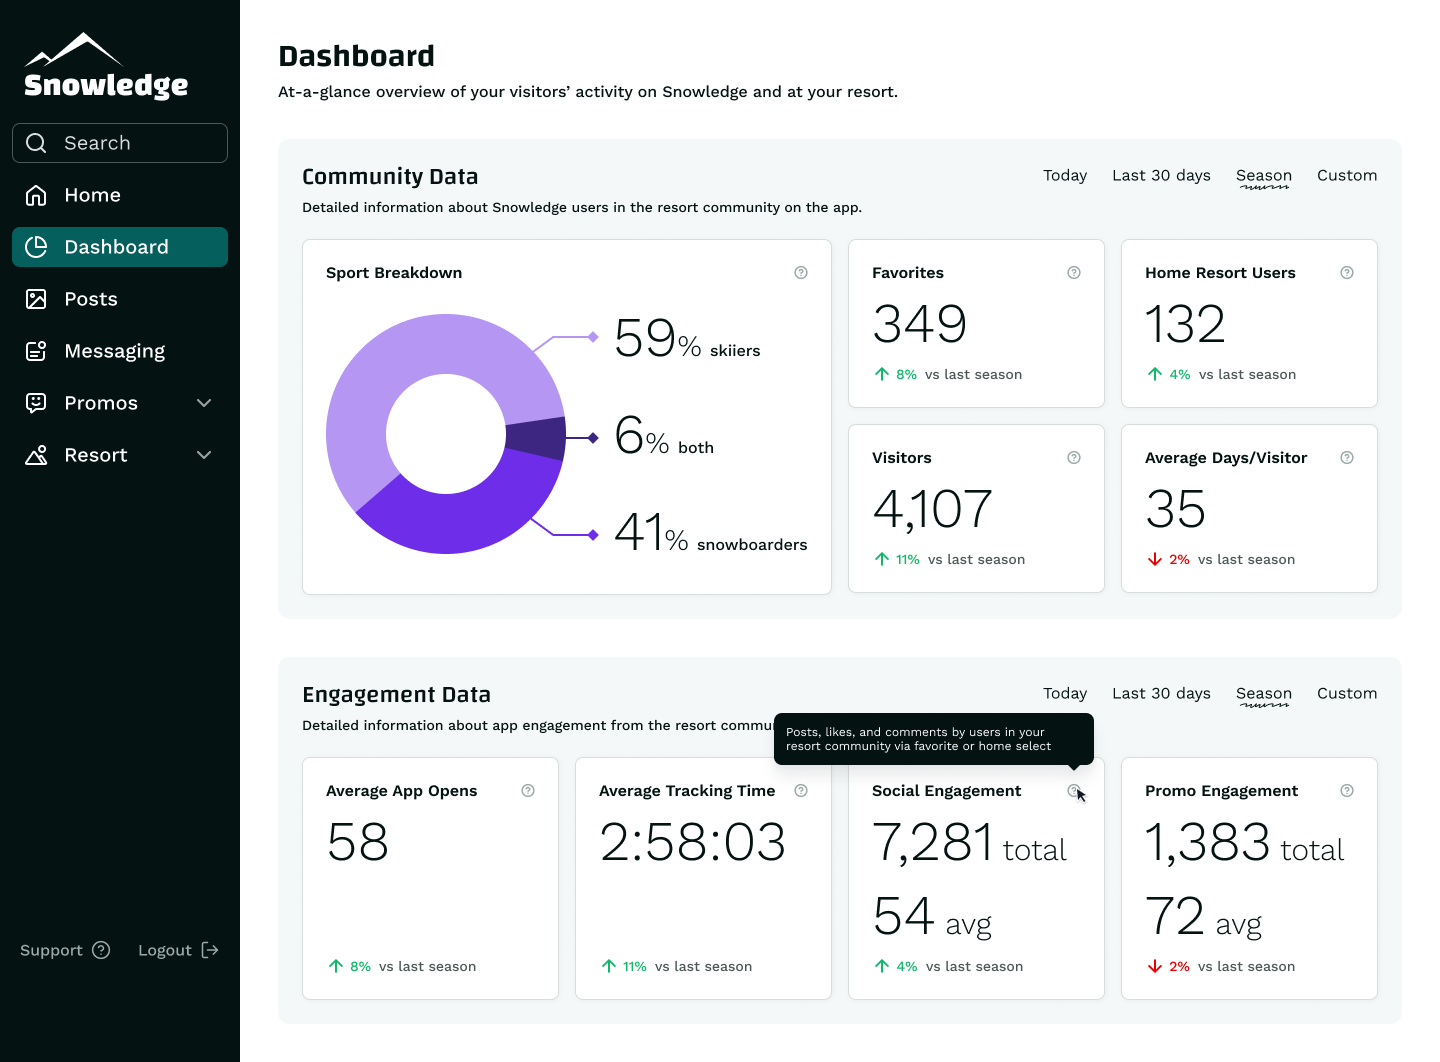 Snowledge
Search
Home
Dashboard
Posts
Messaging
Promos
Resort
Support
Logout
Dashboard
At-a-glance overview of your visitors’ activity on Snowledge and at your resort.
Community Data
Today Last 30 days Season Custom
Detailed information about Snowledge users in the resort community on the app.
Sport Breakdown
59% skiiers
6% both
41% snowboarders
Favorites
349
8% vs last season
Home Resort Users
132
4% vs last season
Visitors
4,107
11% vs last season
Average Days/Visitor
35
2% vs last season
Engagement Data
Today Last 30 days Season Custom
Detailed information about app engagement from the resort
Posts, likes, and comments by users in your
resort community via favorite or home select
Average App Opens
58
8% vs last season
Average Tracking Time
2:58:03
11% vs last season
Social Engagement
7,281 total
54 avg
4% vs last season
Promo Engagement
1,383 total
72 avg
2% vs last season